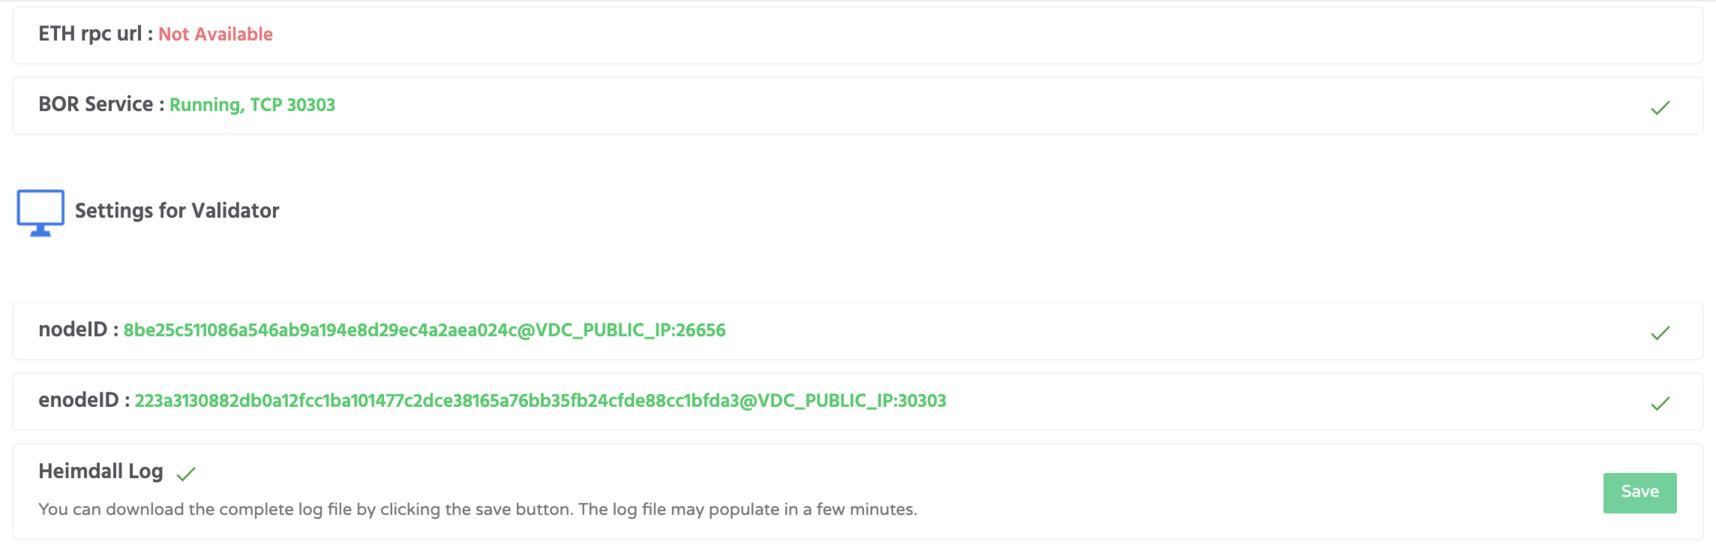 ETH rpc url : Not Available
BOR Service : Running, TCP 30303
Settings for Validator
nodeID : 8be25c511086a546ab9a194e8d29ec4a2aea024c@VDC_PUBLIC_IP:26656
enodeID : 223a3130882db0a12fcc1ba101477c2dce38165a76bb35fb24cfde88cc1bfda3@VDC_PUBLIC_IP:30303
Heimdall Log
You can download the complete log file by clicking the save button. The log file may populate in a few minutes.
Save